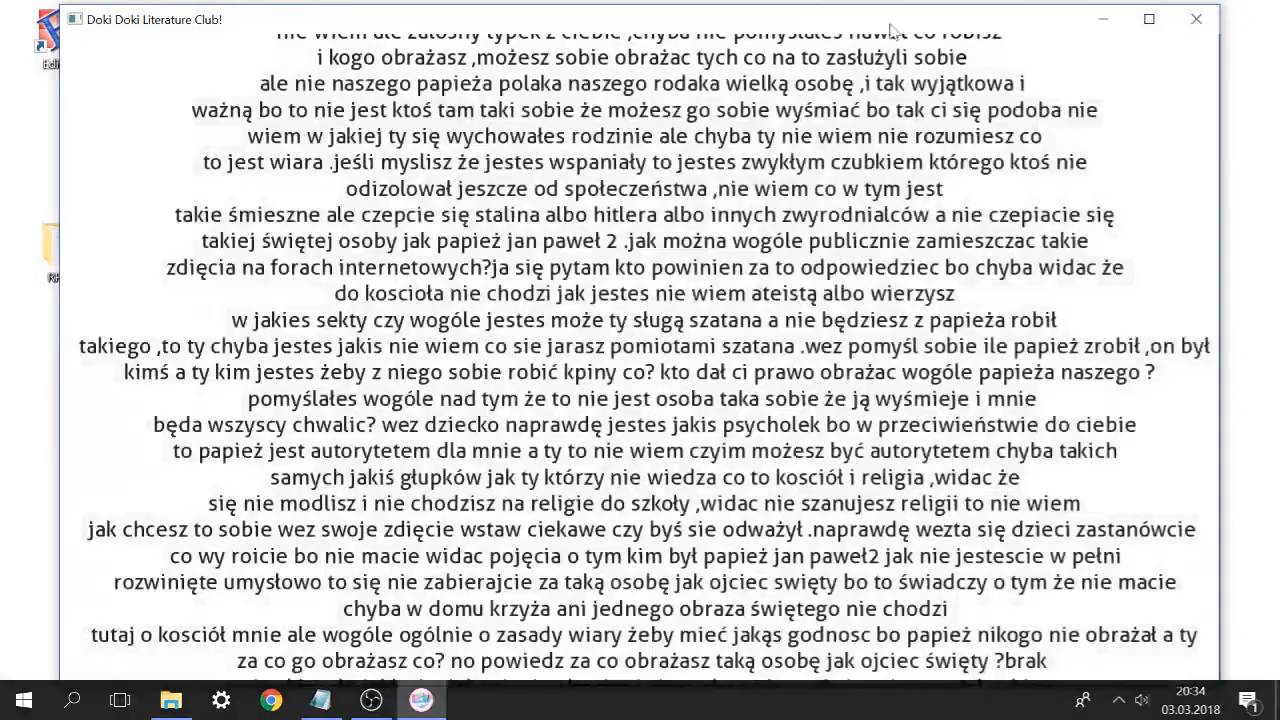 Doki Doki Literature Club!
nie wiem ale żałosny typek z ciebie ,chyba nie pomyślałes nawet co robisz
i kogo obrażasz ,możesz sobie obrażac tych co na to zasłużyli sobie
ale nie naszego papieża polaka naszego rodaka wielką osobę ,i tak wyjątkowa i
ważną bo to nie jest ktoś tam taki sobie że możesz go sobie wyśmiać bo tak ci się podoba nie
wiem w jakiej ty się wychowałes rodzinie ale chyba ty nie wiem nie rozumiesz co
to jest wiara .jeśli myslisz że jestes wspaniały to jestes zwykłym czubkiem którego ktoś nie
odizolował jeszcze od społeczeństwa ,nie wiem co w tym jest
takie śmieszne ale czepcie się stalina albo hitlera albo innych zwyrodnialców a nie czepiacie się
takiej świętej osoby jak papież jan paweł 2 .jak można wogóle publicznie zamieszczac takie
zdięcia na forach internetowych?ja się pytam kto powinien za to odpowiedziec bo chyba widac że
do koscioła nie chodzi jak jestes nie wiem ateistą albo wierzysz
w jakies sekty czy wogóle jestes może ty sługą szatana a nie będziesz z papieża robił
takiego ,to ty chyba jestes jakis nie wiem co sie jarasz pomiotami szatana .wez pomyśl sobie ile papież zrobił ,on był
kimś a ty kim jestes żeby z niego sobie robić kpiny co? kto dał ci prawo obrażac wogóle papieża naszego ?
pomyślałes wogóle nad tym że to nie jest osoba taka sobie że ją wyśmieje i mnie
będa wszyscy chwalic? wez dziecko naprawdę jestes jakis psycholek bo w przeciwieństwie do ciebie
to papież jest autorytetem dla mnie a ty to nie wiem czyim możesz być autorytetem chyba takich
samych jakiś głupków jak ty którzy nie wiedza co to kosciół i religia ,widac że
się nie modlisz i nie chodzisz na religie do szkoły ,widac nie szanujesz religii to nie wiem
jak chcesz to sobie wez swoje zdięcie wstaw ciekawe czy byś sie odważył .naprawdę wezta się dzieci zastanówcie
co wy roicie bo nie macie widac pojęcia o tym kim był papież jan paweł2 jak nie jestescie w pełni
rozwinięte umysłowo to się nie zabierajcie za taką osobę jak ojciec swięty bo to świadczy o tym że nie macie
chyba w domu krzyża ani jednego obraza świętego nie chodzi
tutaj o kosciół mnie ale wogóle ogólnie o zasady wiary żeby mieć jakąs godnosc bo papież nikogo nie obrażał a ty
za co go obrażasz co? no powiedz za co obrażasz taką osobę jak ojciec święty ?brak
20:34
03.03.2018
1